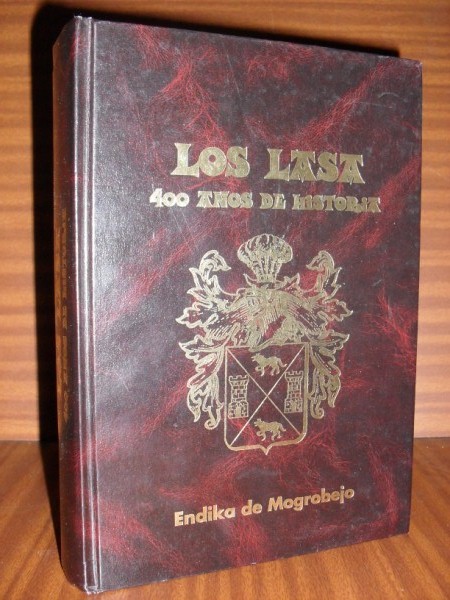 LOS LASA
400 AÑOS DE HISTORIA
Endika de Mogrobejo